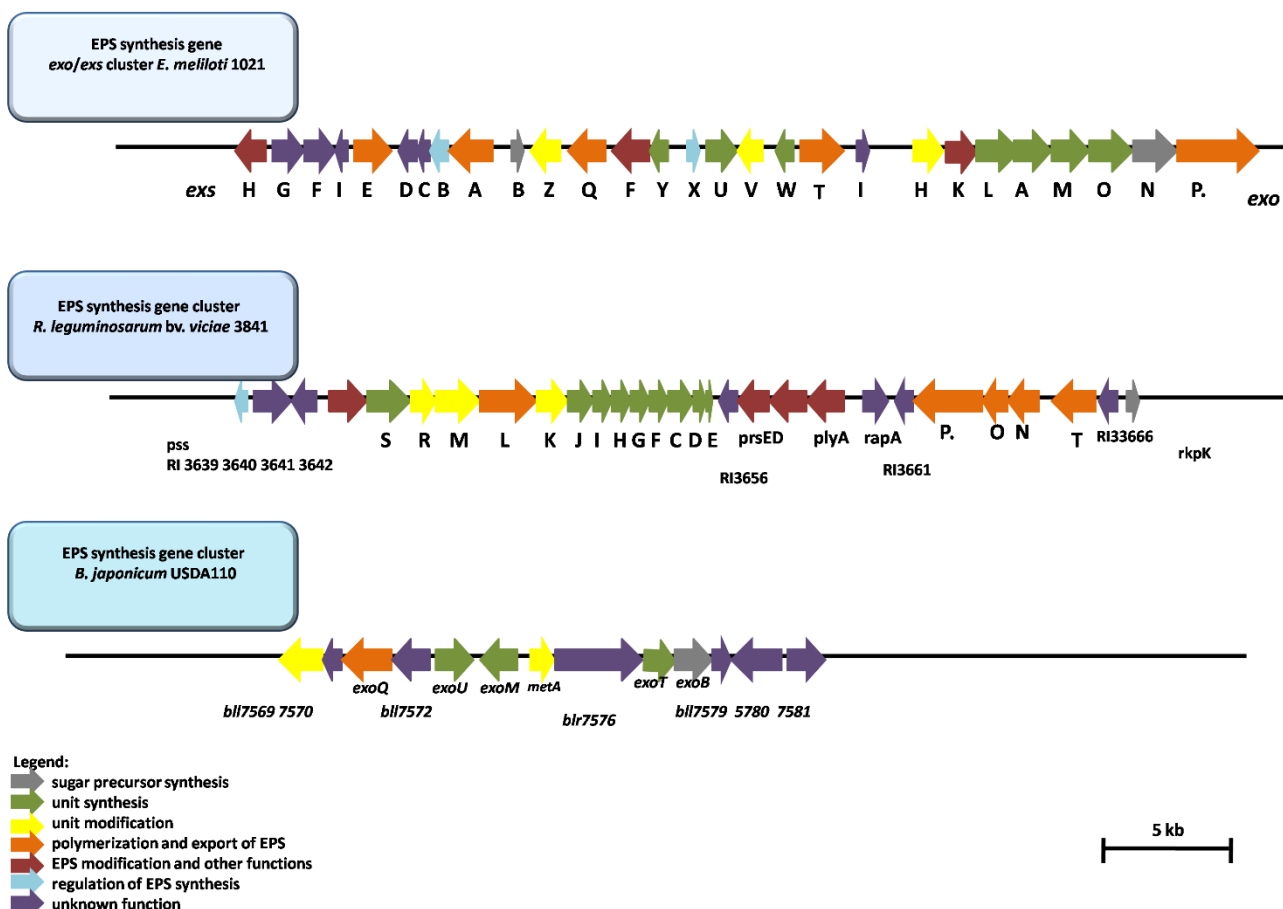 EPS synthesis gene
exo/exs cluster E. meliloti 1021
exs H G F I E D C B A B Z Q F Y X U V W T I H K L A M O N P. exo
EPS synthesis gene cluster
R. leguminosarum bv. viciae 3841
S R M L K J I H G F C D E prsED plyA rapA P. O N T RI33666
pss
RI 3639 3640 3641 3642 RI3656 RI3661 rkpK
EPS synthesis gene cluster
B. japonicum USDA110
exoQ exoU exoM metA exoT exoB
bll7569 7570 bll7572 blr7576 bll7579 5780 7581
Legend:
sugar precursor synthesis
unit synthesis
unit modification
polymerization and export of EPS
EPS modification and other functions
regulation of EPS synthesis
unknown function
5 kb